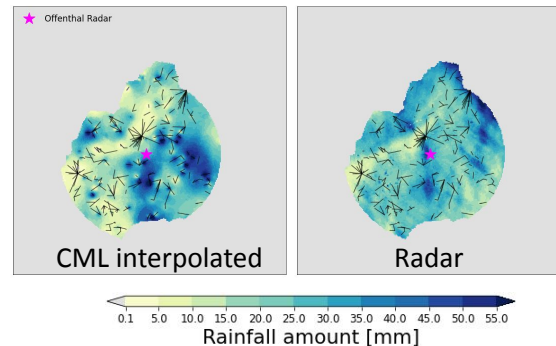 Offenthal Radar
CML interpolated
Radar
0.1 5.0 10.0 15.0 20.0 25.0 30.0 35.0 40.0 45.0 50.0 55.0
Rainfall amount [mm]